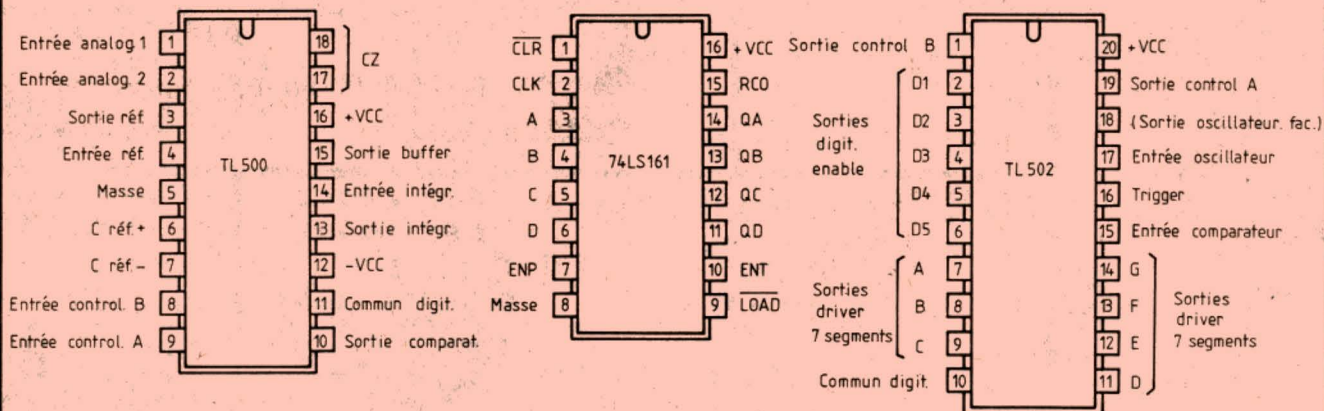 Entrée analog.1 1
Entrée analog. 2 2
Sortie réf. 3
Entrée réf. 4
Masse 5
C réf.+ 6
C réf.- 7
Entrée control. B 8
Entrée control. A 9
TL500
18
17
CZ
16 +VCC
15 Sortie buffer
14 Entrée intégr.
13 Sortie intégr.
12 -VCC
11 Commun digit.
10 Sortie comparat.
CLR 1
CLK 2
A 3
B 4
C 5
D 6
ENP 7
Masse 8
74LS161
16 +VCC
15 RCO
14 QA
13 QB
12 QC
11 QD
10 ENT
9 LOAD
Sortie control B 1
D1 2
D2 3
D3 4
D4 5
D5 6
Sorties
digit.
enable
A 7
B 8
C 9
Sorties
driver
7 segments
Commun digit. 10
TL502
20 +VCC
19 Sortie control A
18 (Sortie oscillateur. fac.)
17 Entrée oscillateur
16 Trigger
15 Entrée comparateur
14 G
13 F
12 E
11 D
Sorties
driver
7 segments